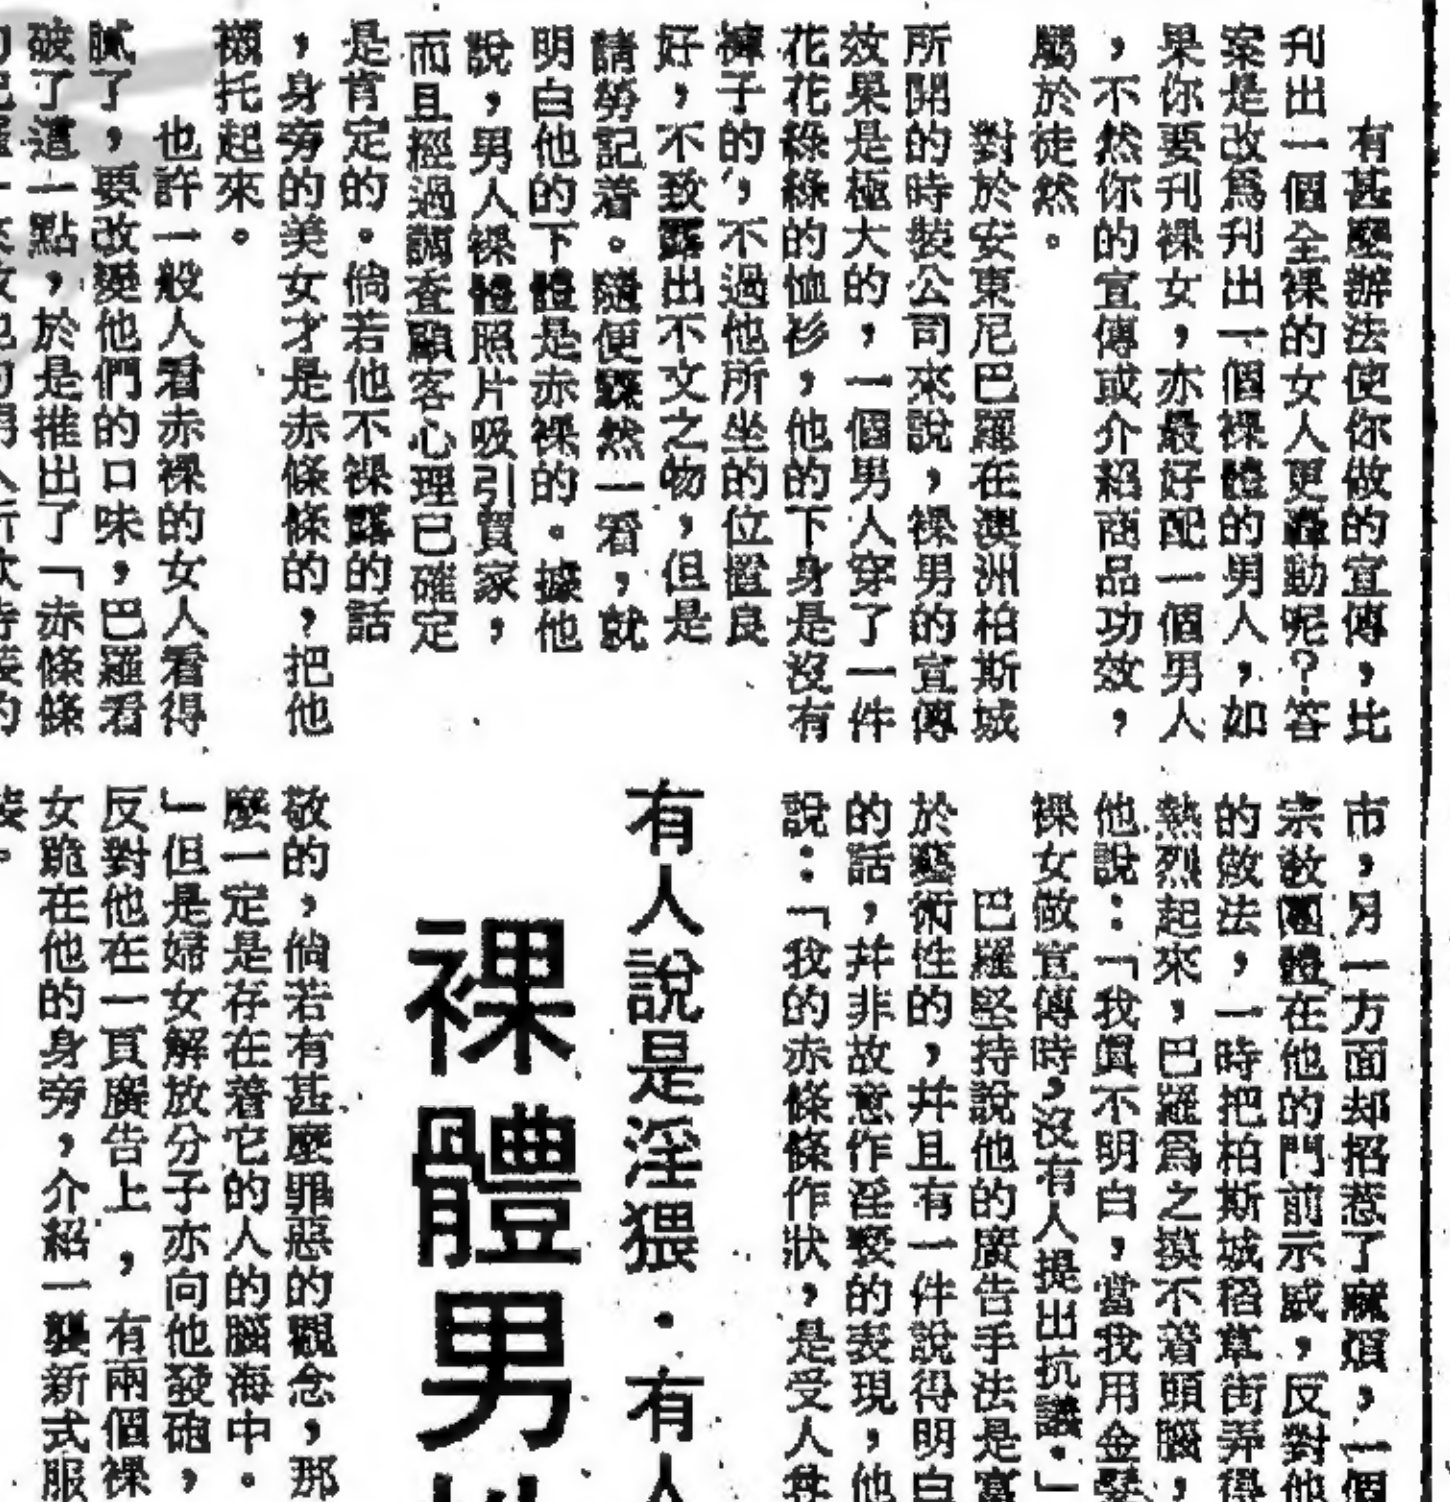 有甚麼辦法使你做的宣傳，比
刋出一個全裸的女人更轟動呢？答
案是改爲刋出一個裸體的男人，如
果你要刋裸女，亦最好配一個男人
，不然你的宣傳或介紹商品功效，
屬於徒然。
對於安東尼巴羅在澳洲柏斯城
所開的時裝公司來說，裸男的宣傳
效果是極大的，一個男人穿了一件
花花綠綠的恤衫，他的下身是沒有
褲子的，不過他所坐的位置良
好，不致露出不文之物，但是
請勞記着。隨便驟然一看，就
明白他的下體是赤裸的。據他
說，男人裸體照片吸引買家，
而且經過調查顧客心理已確定
是肯定的。倘若他不裸露的話
，身旁的美女才是赤條條的，把他
襯托起來。
也許一般人看赤裸的女人看得
膩了，要改變他們的口味，巴羅看
破了這一點，於是推出了「赤條條
市，另一方面却招惹了麻煩，一個
宗教團體在他的門前示威，反對他
的做法，一時把柏斯城稻草街弄得
熱烈起來，巴羅爲之摸不着頭腦，
他說：「我眞不明白，當我用金髮
裸女做宣傳時，沒有人提出抗議。」
巴羅堅持說他的廣告手法是富
於藝術性的，幷且有一件說得明白
的話，幷非故意作淫褻的表現，他
說：「我的赤條條作狀，是受人尊
有人說是淫猥・有人
裸體男
敬的，倘若有甚麼罪惡的觀念，那
麼一定是存在着它的人的腦海中。
」但是婦女解放分子亦向他發砲，
反對他在一頁廣告上，有兩個裸
女跪在他的身旁，介紹一襲新式服
裝。